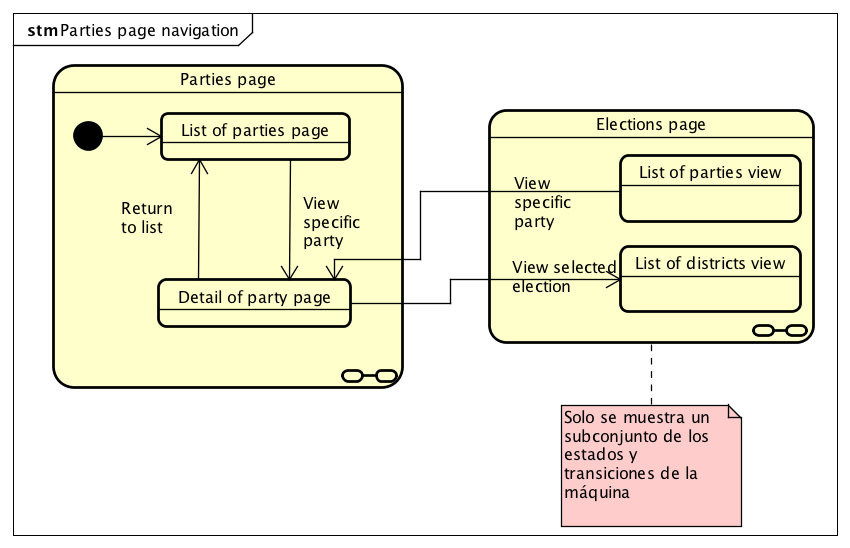 stm Parties page navigation
Parties page
List of parties page
Return
to list
View
specific
party
Detail of party page
Elections page
List of parties view
View
specific
party
List of districts view
View selected
election
Solo se muestra un
subconjunto de los
estados y
transiciones de la
máquina